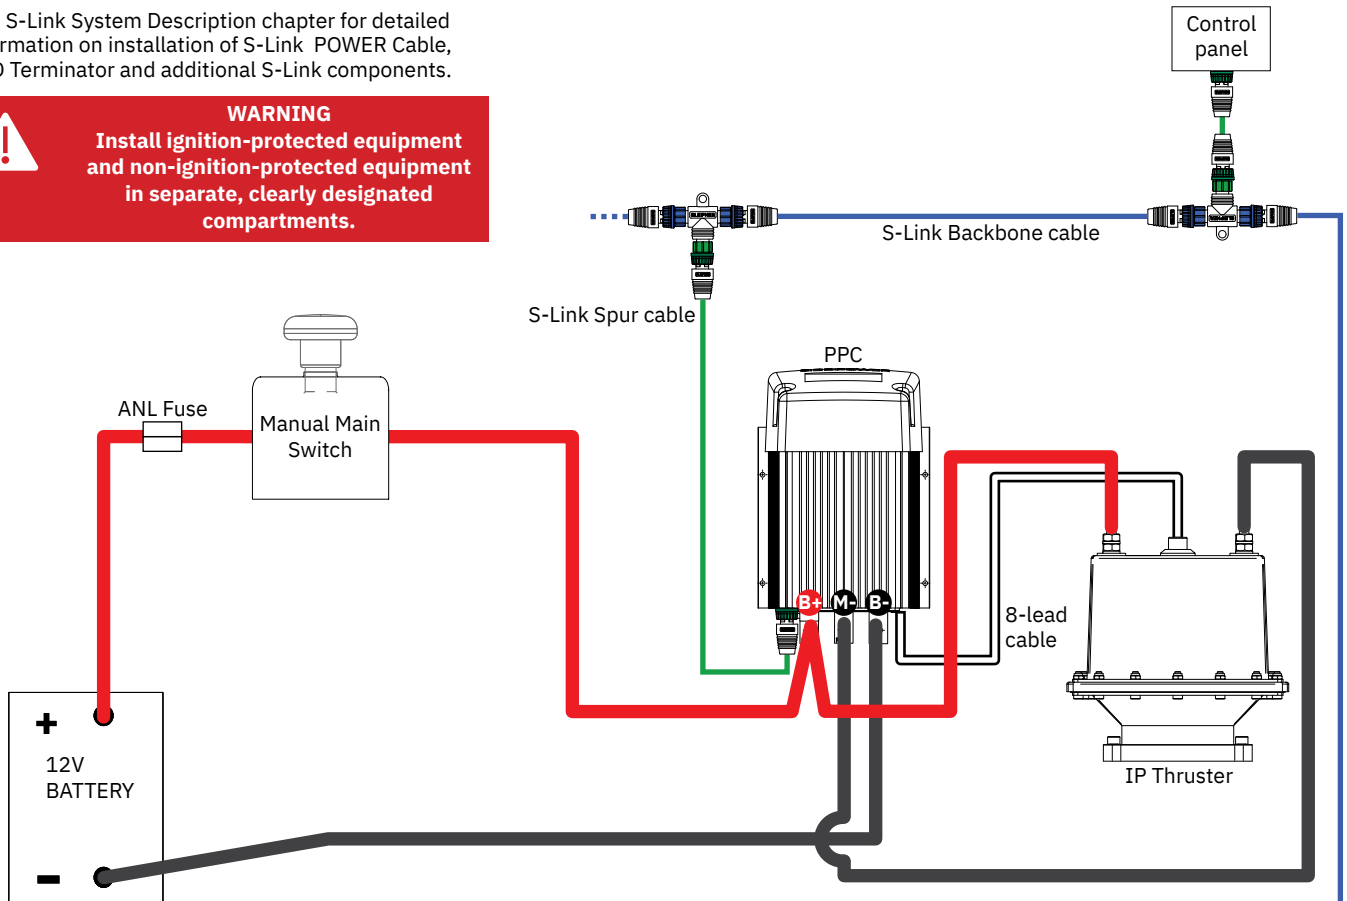 S-Link System Description chapter for detailed
rmation on installation of S-Link POWER Cable,
Terminator and additional S-Link components.
WARNING
Install ignition-protected equipment
and non-ignition-protected equipment
in separate, clearly designated
compartments.
Control
panel
S-Link Backbone cable
S-Link Spur cable
PPC
ANL Fuse
Manual Main
Switch
B+ M- B-
8-lead
cable
+
12V
BATTERY
-
IP Thruster